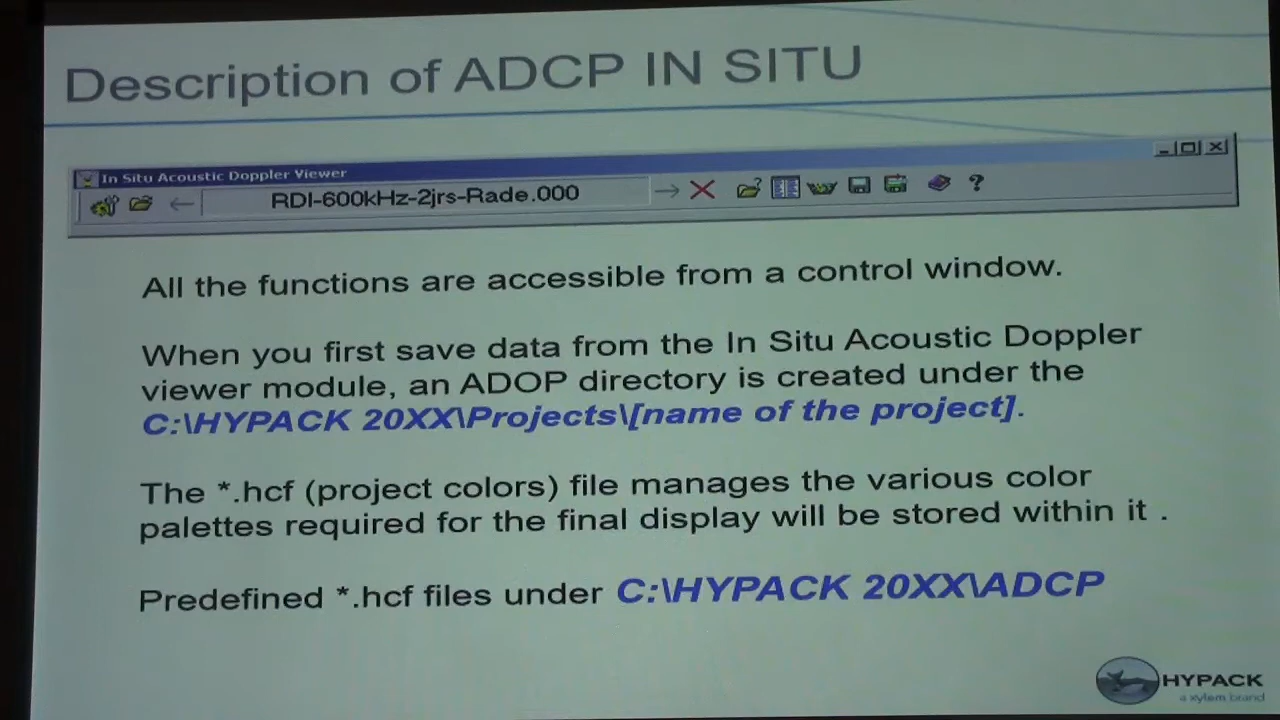 Description of ADCP IN SITU
In Situ Acoustic Doppler Viewer
RDI-600kHz-2jrs-Rade.000
All the functions are accessible from a control window.
When you first save data from the In Situ Acoustic Doppler
viewer module, an ADOP directory is created under the
C:\HYPACK 20XX\Projects\[name of the project].
The *.hcf (project colors) file manages the various color
palettes required for the final display will be stored within it .
Predefined *.hcf files under C:\HYPACK 20XX\ADCP
HYPACK
a xylem brand